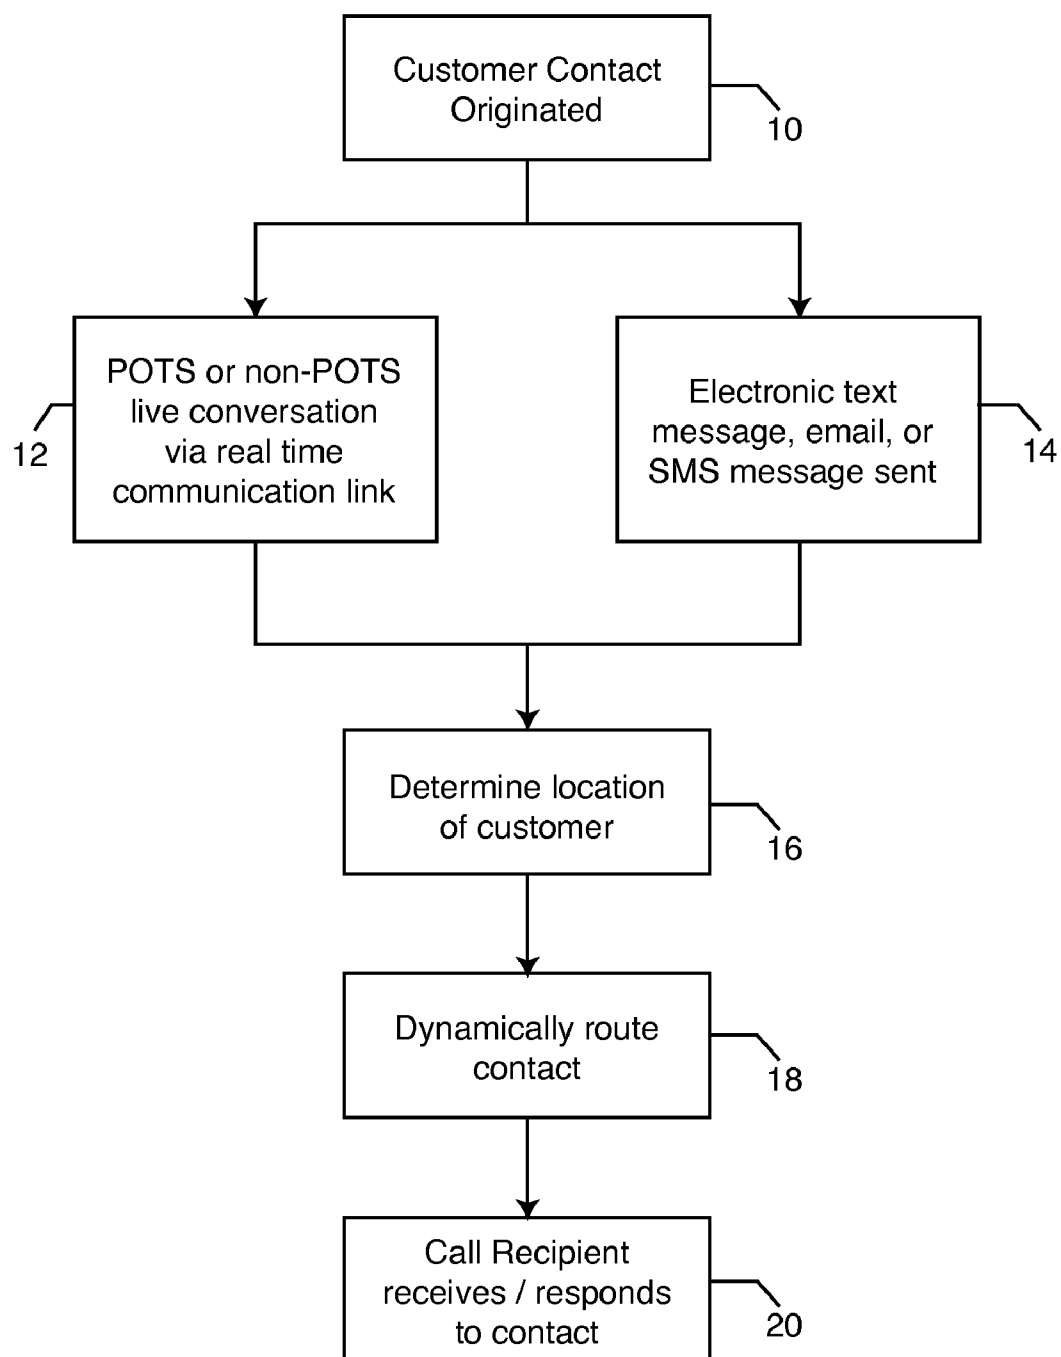 Customer Contact
Originated
10
POTS or non-POTS
live conversation
via real time
communication link
12
Electronic text
message, email, or
SMS message sent
14
Determine location
of customer
16
Dynamically route
contact
18
Call Recipient
receives / responds
to contact
20